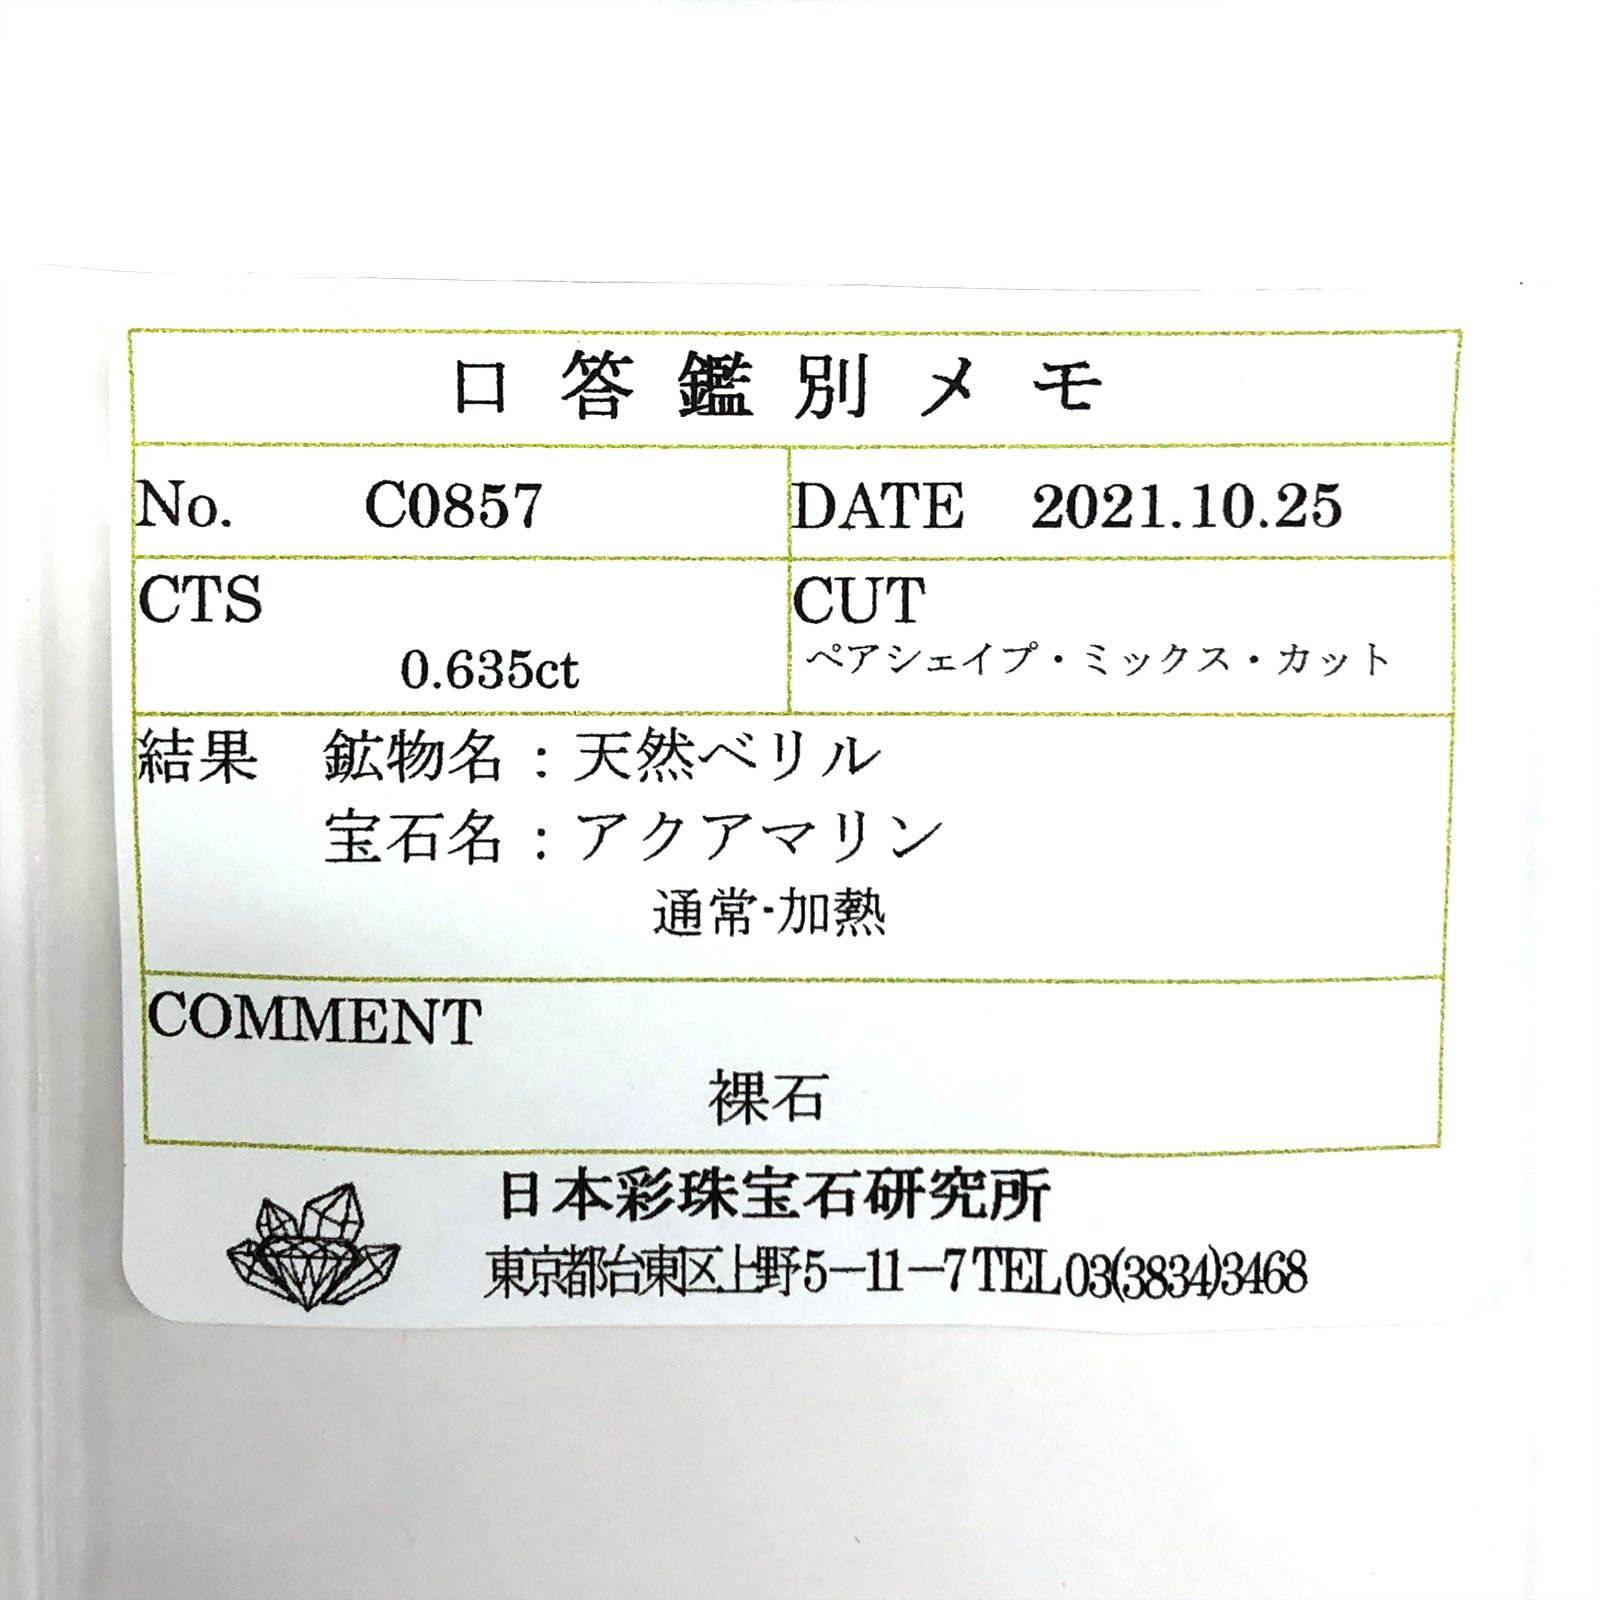 口答鑑別メモ
No. C0857 DATE 2021.10.25
CTS CUT
0.635ct ペアシェイプ・ミックス・カット
結果 鉱物名：天然ベリル
宝石名：アクアマリン
通常・加熱
COMMENT
裸石
日本彩珠宝石研究所
東京都台東区上野5－11－7 TEL 03(3834)3468